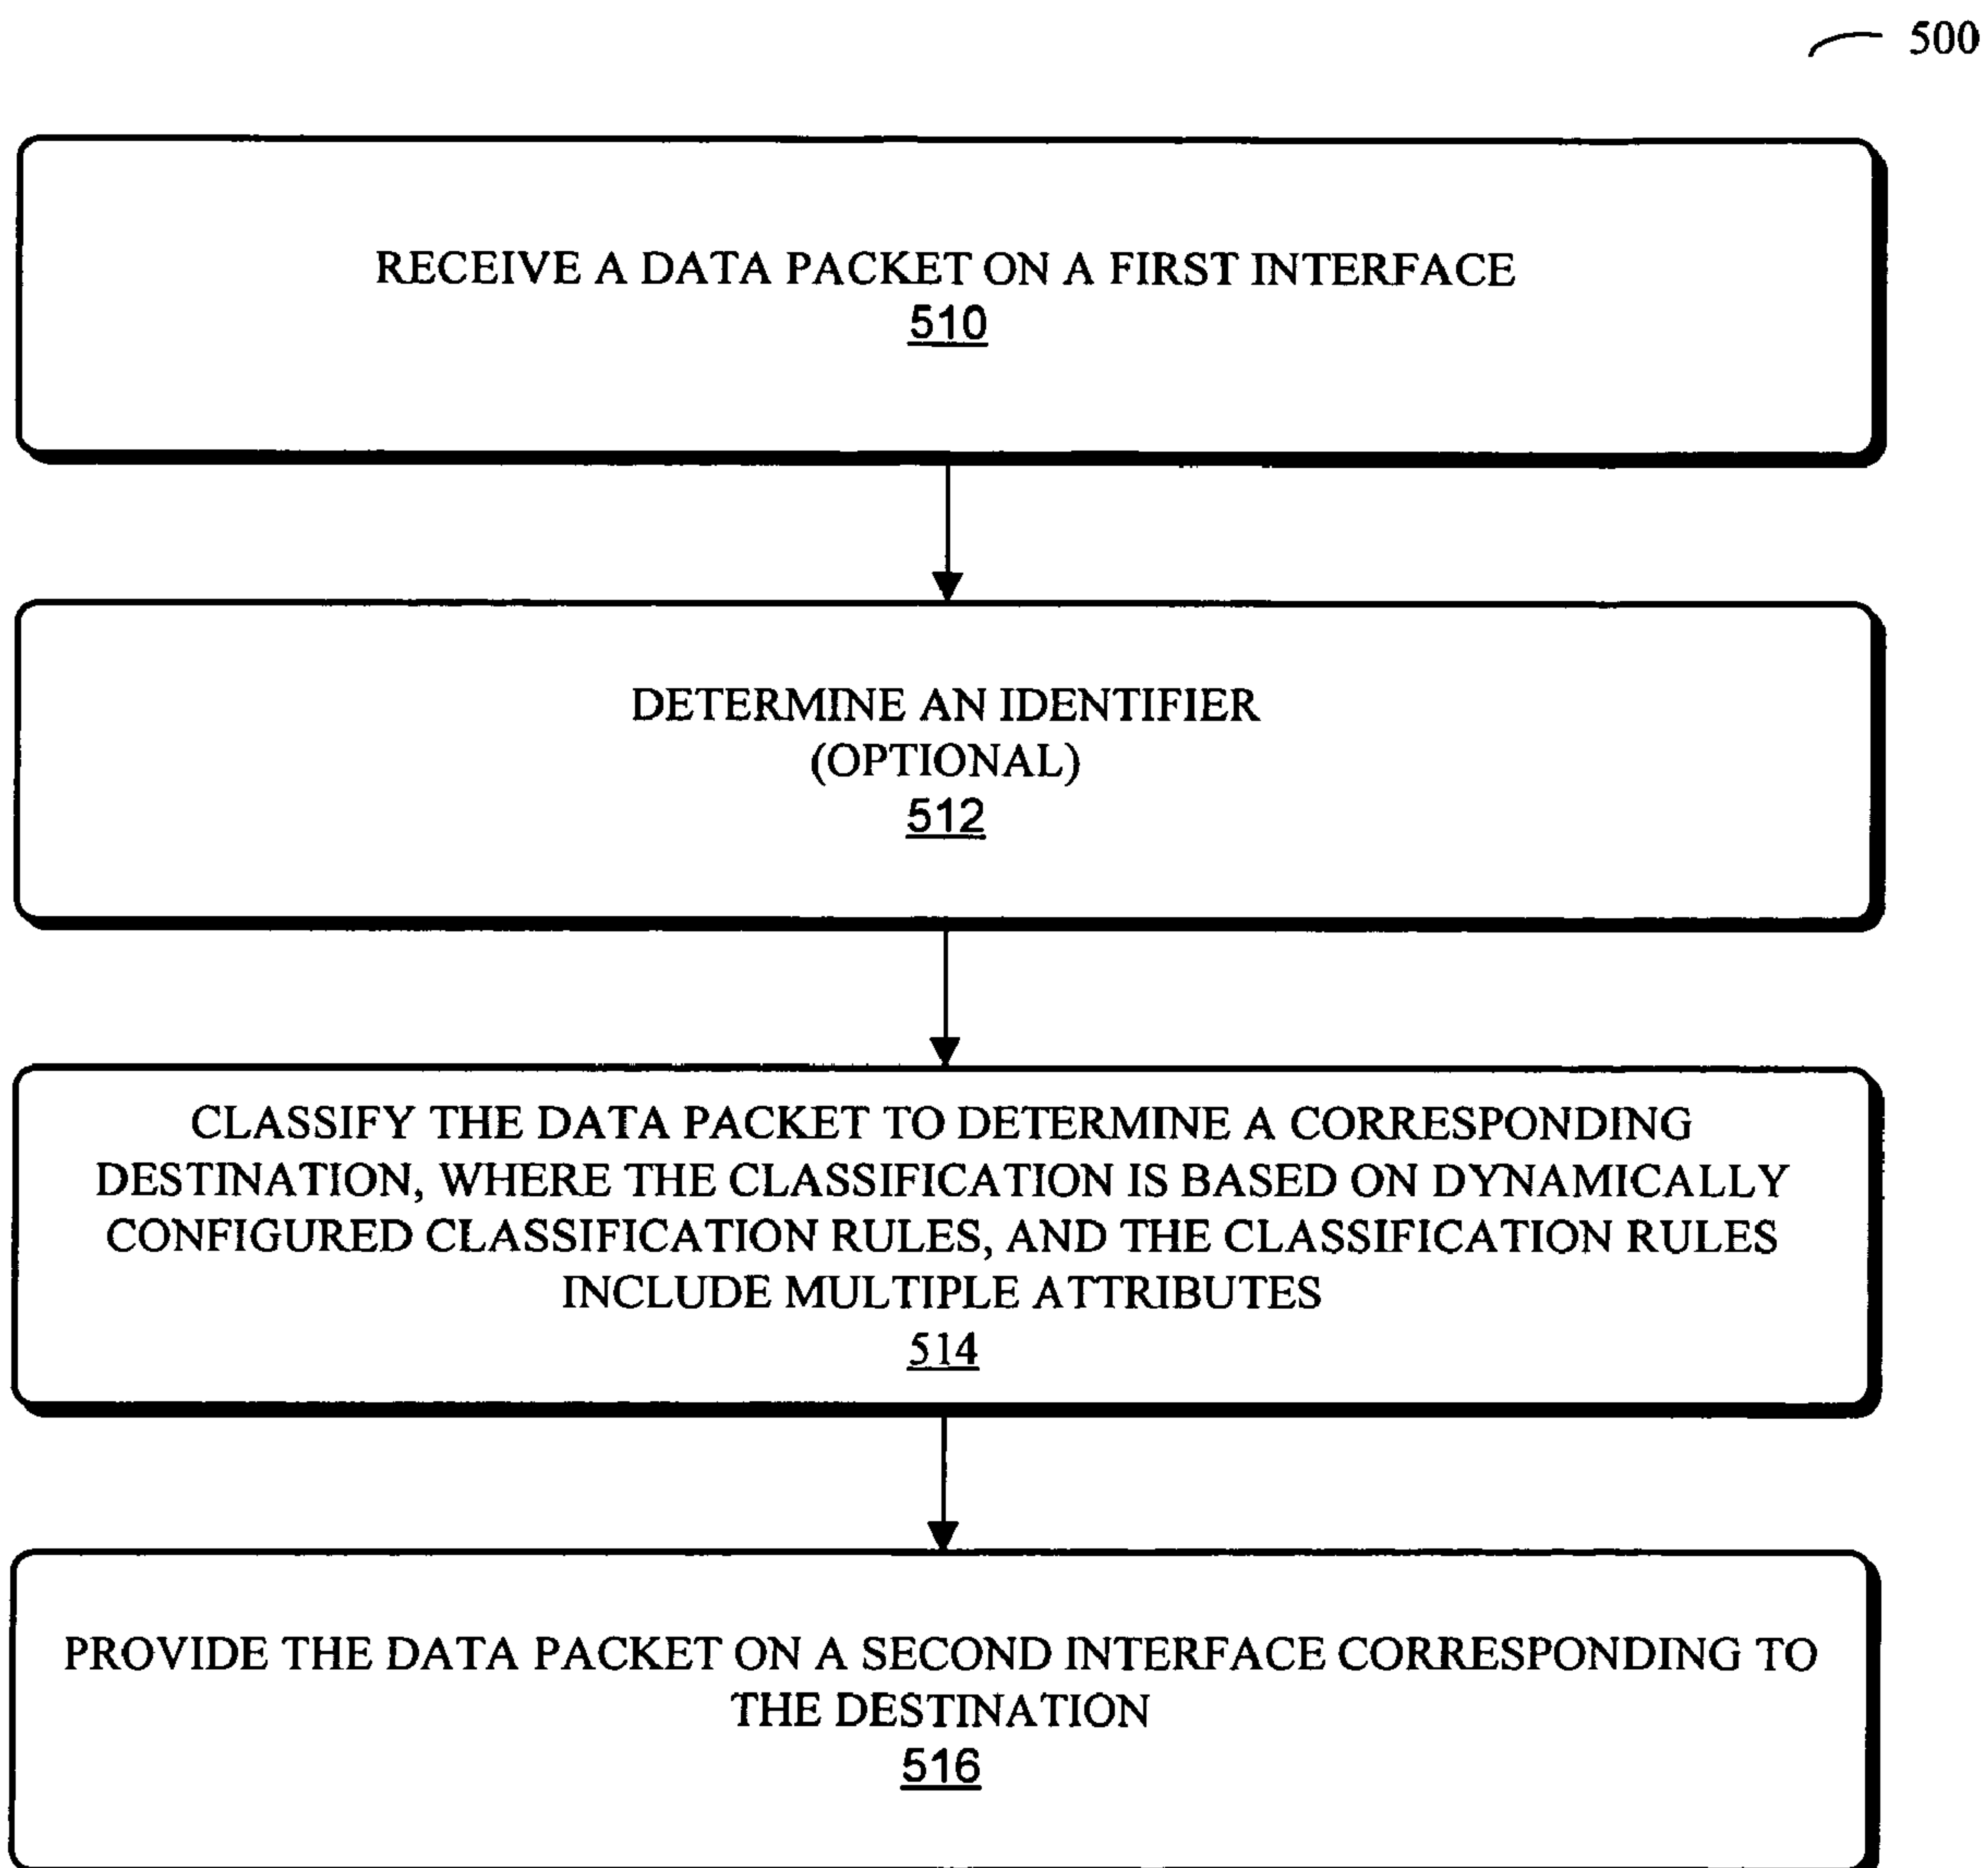 500
RECEIVE A DATA PACKET ON A FIRST INTERFACE
510
DETERMINE AN IDENTIFIER
(OPTIONAL)
512
CLASSIFY THE DATA PACKET TO DETERMINE A CORRESPONDING
DESTINATION, WHERE THE CLASSIFICATION IS BASED ON DYNAMICALLY
CONFIGURED CLASSIFICATION RULES, AND THE CLASSIFICATION RULES
INCLUDE MULTIPLE ATTRIBUTES
514
PROVIDE THE DATA PACKET ON A SECOND INTERFACE CORRESPONDING TO
THE DESTINATION
516